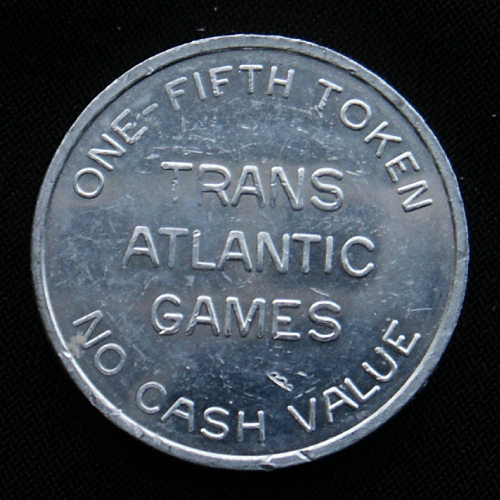 ONE-FIFTH TOKEN
TRANS
ATLANTIC
GAMES
NO CASH VALUE